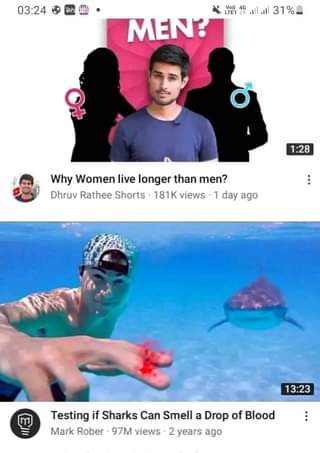 03:24
31%
MEN?
1:28
Why Women live longer than men?
Dhruv Rathee Shorts · 181K views · 1 day ago
13:23
Testing if Sharks Can Smell a Drop of Blood
Mark Rober · 97M views · 2 years ago